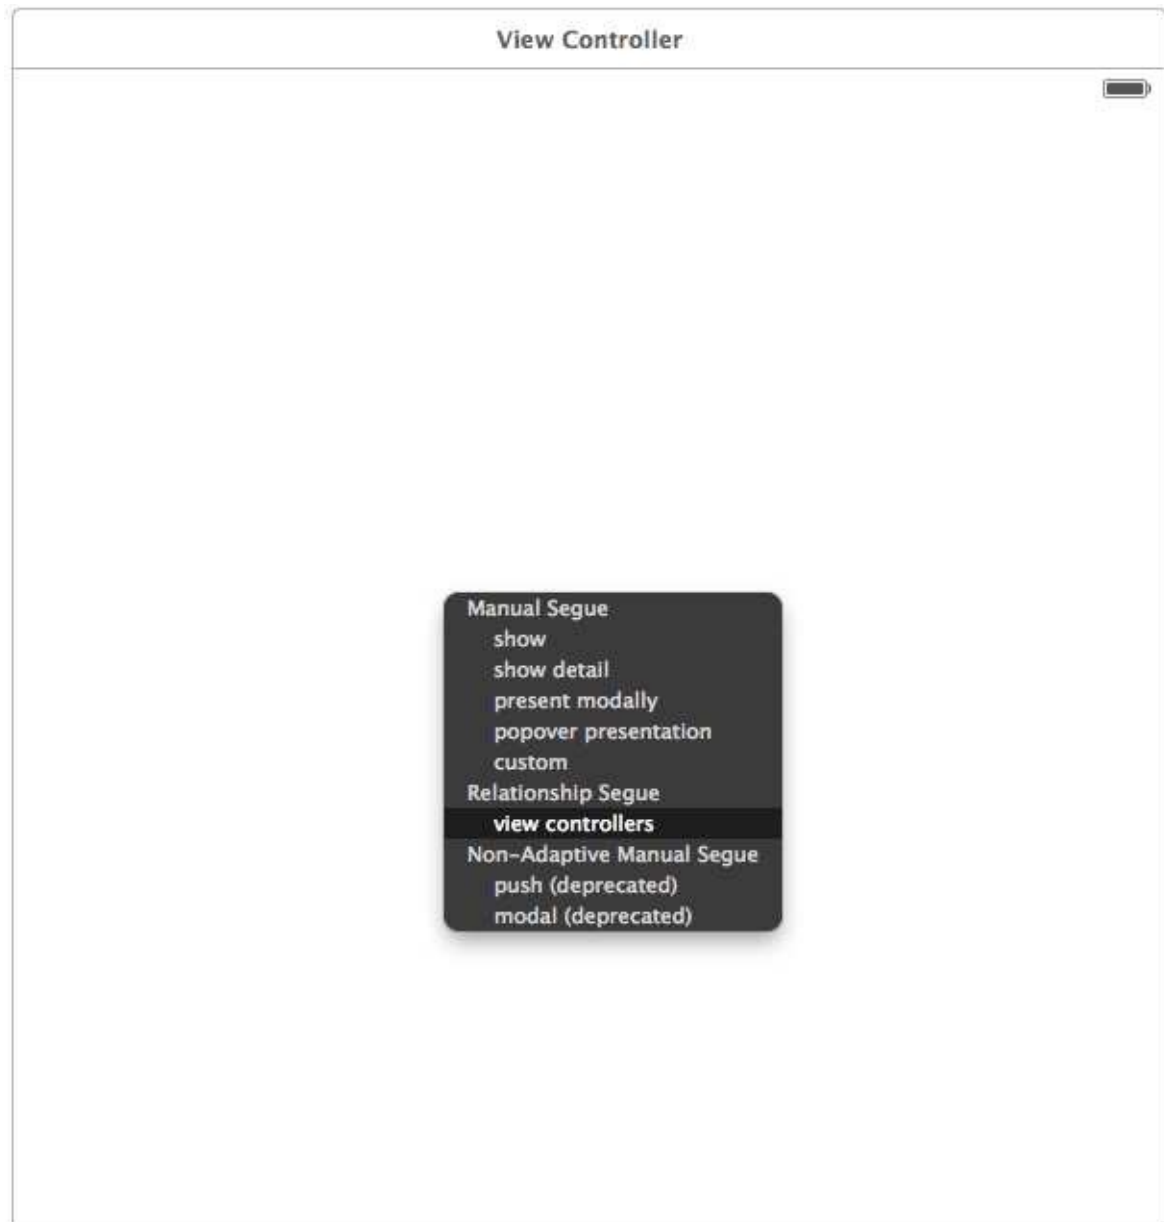 View Controller
Manual Segue
show
show detail
present modally
popover presentation
custom
Relationship Segue
view controllers
Non-Adaptive Manual Segue
push (deprecated)
modal (deprecated)